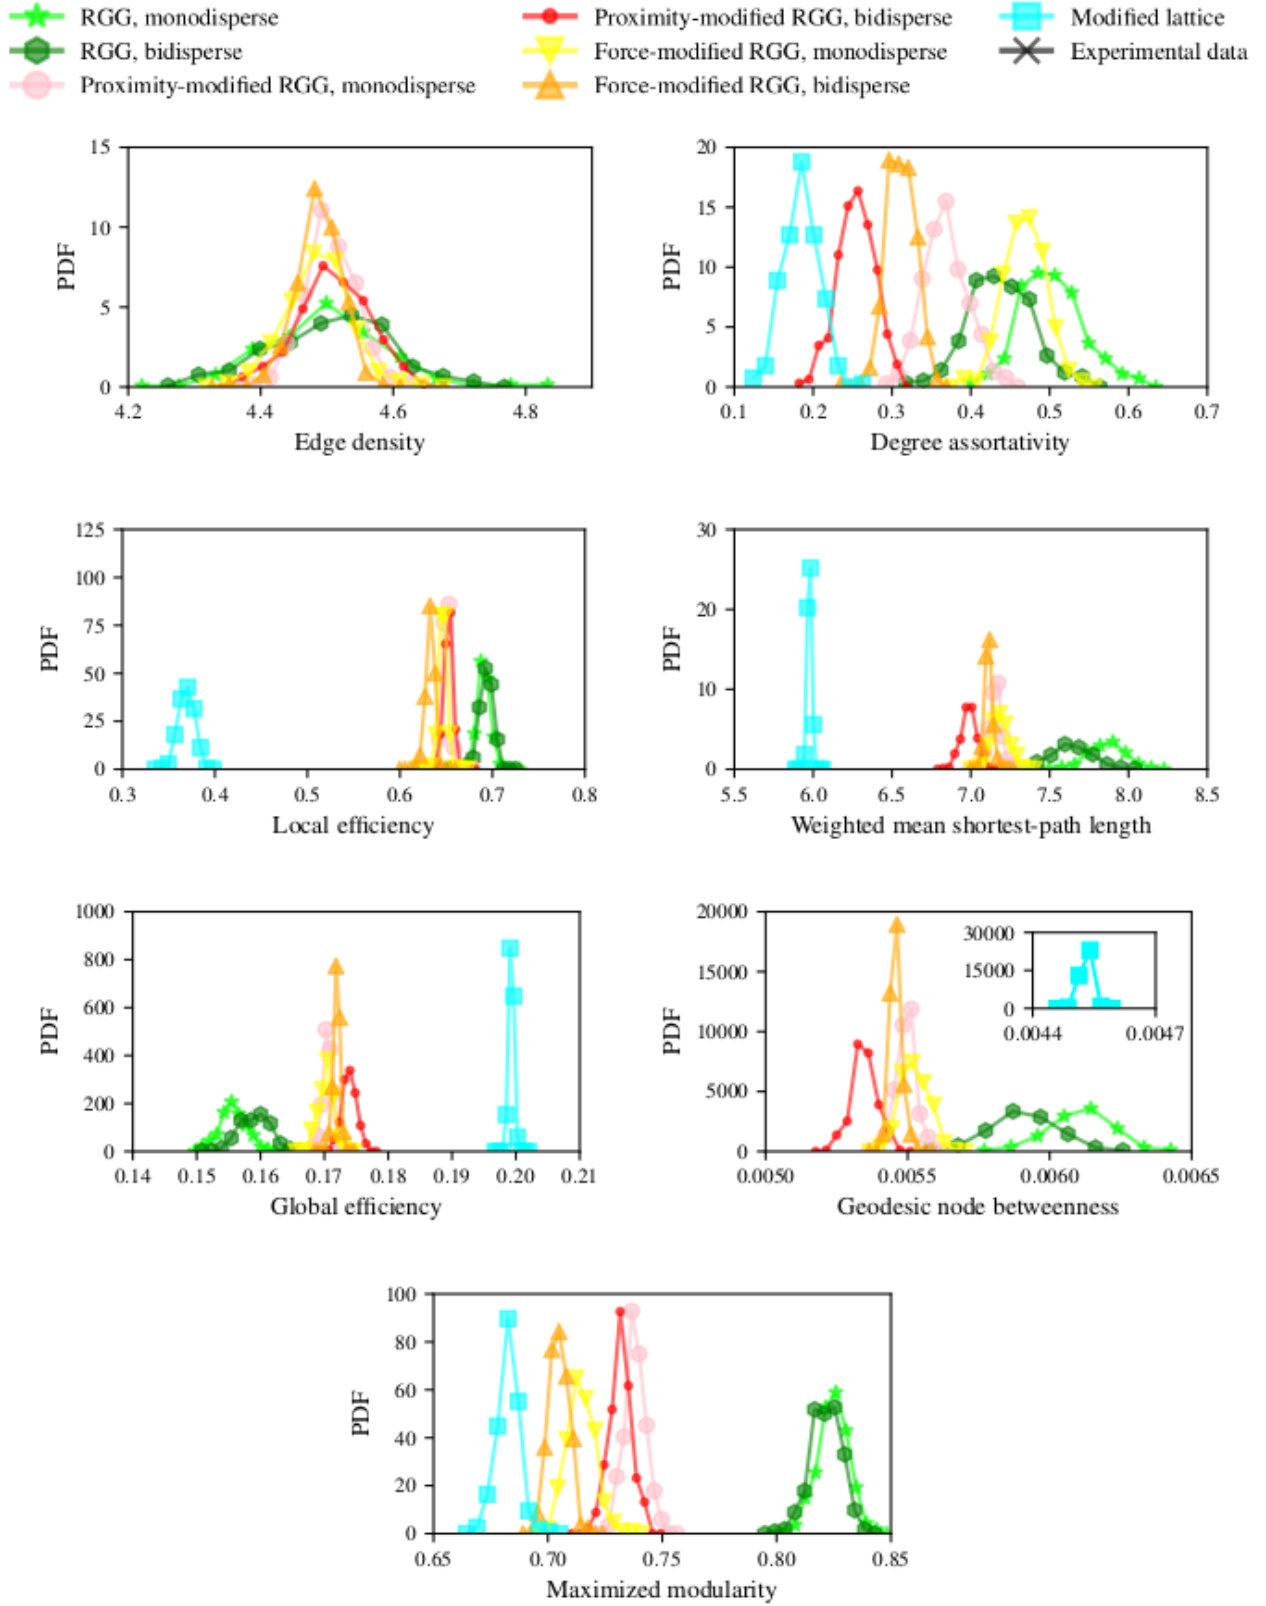 RGG, monodisperse
RGG, bidisperse
Proximity-modified RGG, monodisperse
Proximity-modified RGG, bidisperse
Force-modified RGG, monodisperse
Force-modified RGG, bidisperse
Modified lattice
Experimental data
15
10
5
0
PDF
4.2 4.4 4.6 4.8
Edge density
20
15
10
5
0
PDF
0.1 0.2 0.3 0.4 0.5 0.6 0.7
Degree assortativity
125
100
75
50
25
0
PDF
0.3 0.4 0.5 0.6 0.7 0.8
Local efficiency
30
20
10
0
PDF
5.5 6.0 6.5 7.0 7.5 8.0 8.5
Weighted mean shortest-path length
1000
800
600
400
200
0
PDF
0.14 0.15 0.16 0.17 0.18 0.19 0.20 0.21
Global efficiency
20000
15000
10000
5000
0
PDF
30000
15000
0
0.0044 0.0047
0.0050 0.0055 0.0060 0.0065
Geodesic node betweenness
100
80
60
40
20
0
PDF
0.65 0.70 0.75 0.80 0.85
Maximized modularity